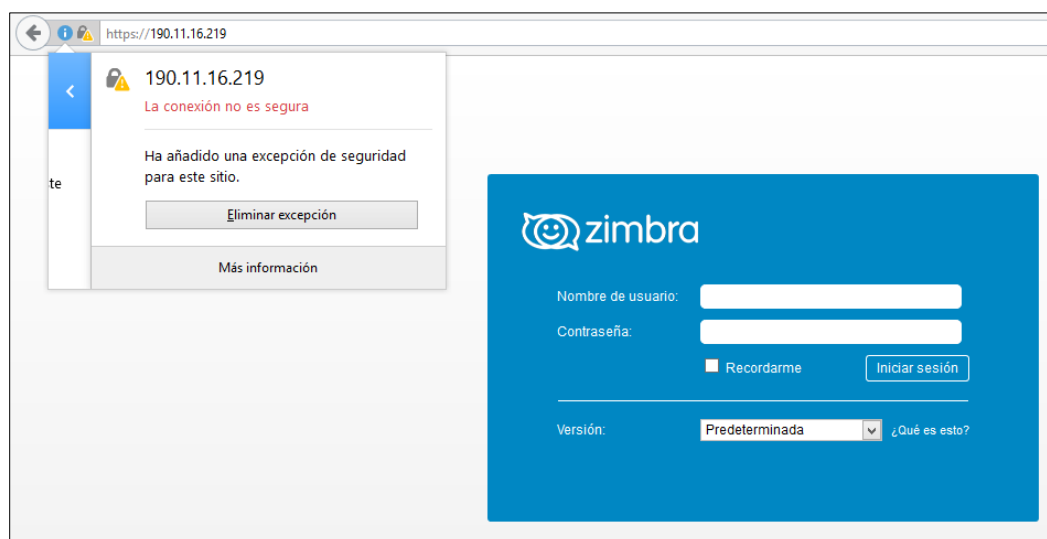 https://190.11.16.219
190.11.16.219
La conexión no es segura
Ha añadido una excepción de seguridad
para este sitio.
te
Eliminar excepción
Más información
zimbra
Nombre de usuario:
Contraseña:
Recordarme
Iniciar sesión
Versión:
Predeterminada
¿Qué es esto?